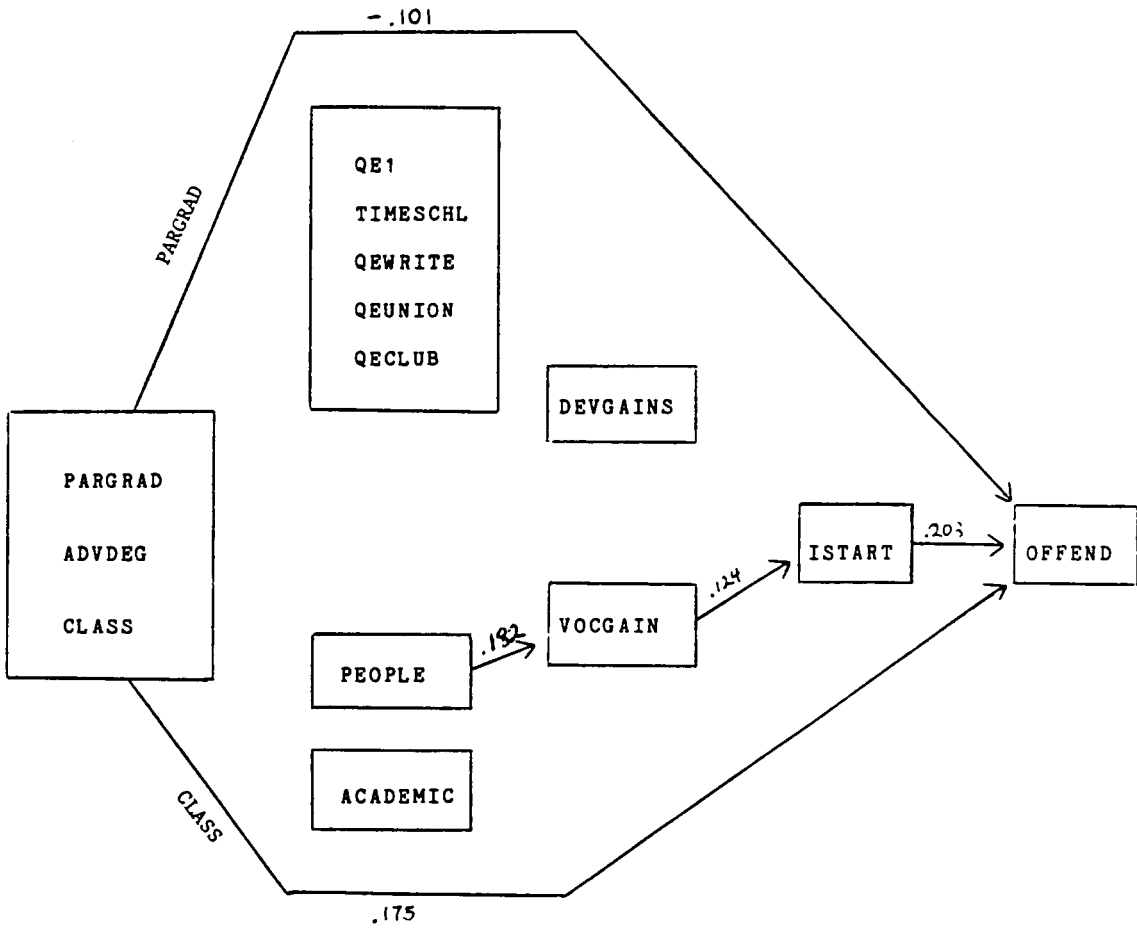 -.101
PARGRAD
QE1
TIMESCHL
QEWRITE
QEUNION
QECLUB
DEVGAINS
PARGRAD
ADVDEG
CLASS
ISTART
.203
OFFEND
.124
VOCGAIN
.182
PEOPLE
ACADEMIC
CLASS
.175